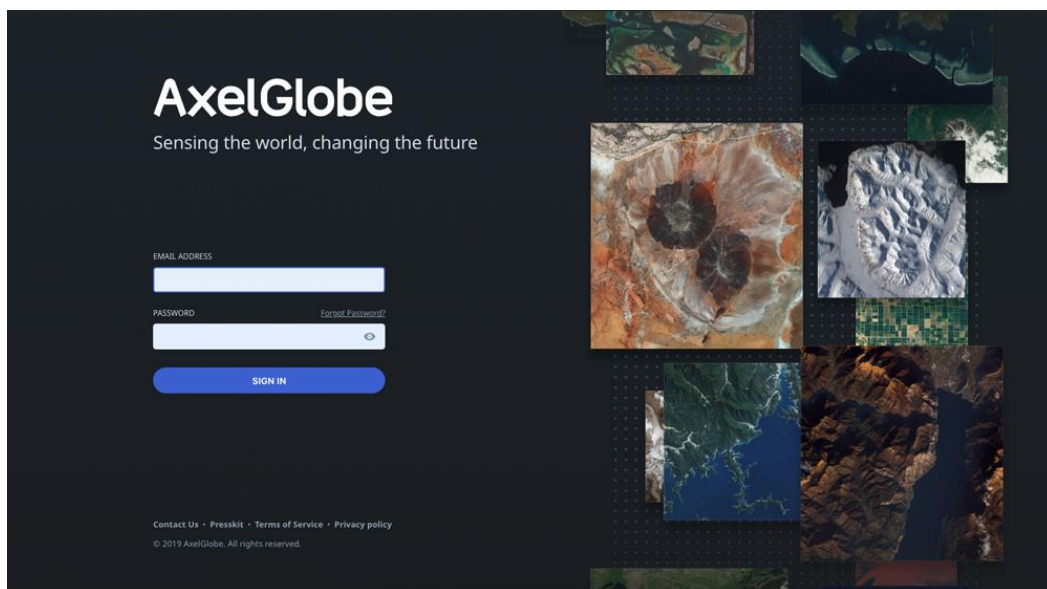 AxelGlobe
Sensing the world, changing the future
EMAIL ADDRESS
PASSWORD Forgot Password?
SIGN IN
Contact Us · Presskit · Terms of Service · Privacy policy
© 2019 AxelGlobe. All rights reserved.